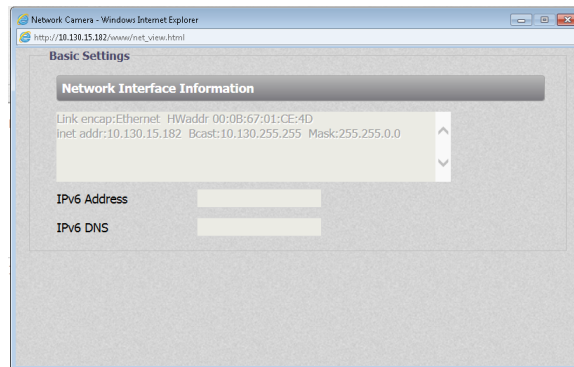 Network Camera - Windows Internet Explorer
http://10.130.15.182/www/net_view.html
Basic Settings
Network Interface Information
Link encap:Ethernet HWaddr 00:0B:67:01:CE:4D
inet addr:10.130.15.182 Bcast:10.130.255.255 Mask:255.255.0.0
IPv6 Address
IPv6 DNS